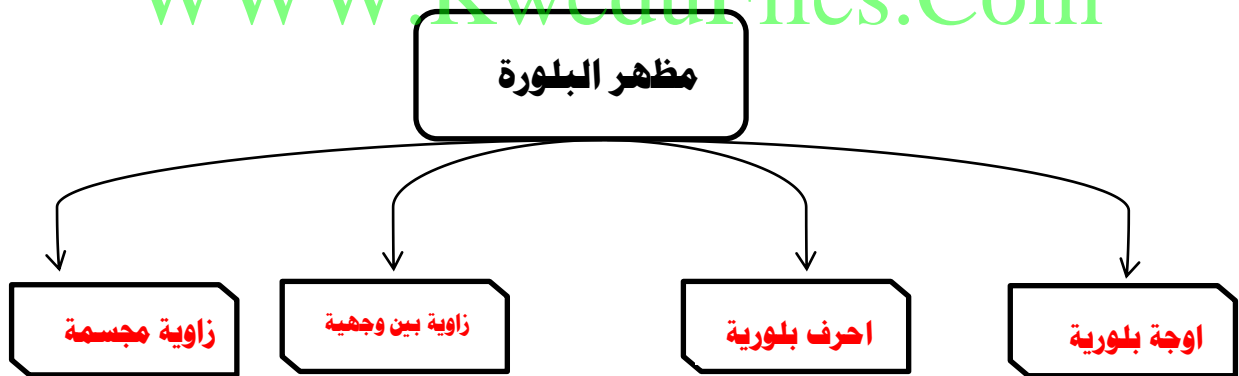 WWW.KweduFiles.Com
مظهر البلورة
اوجة بلورية
احرف بلورية
زاوية بين وجهية
زاوية مجسمة